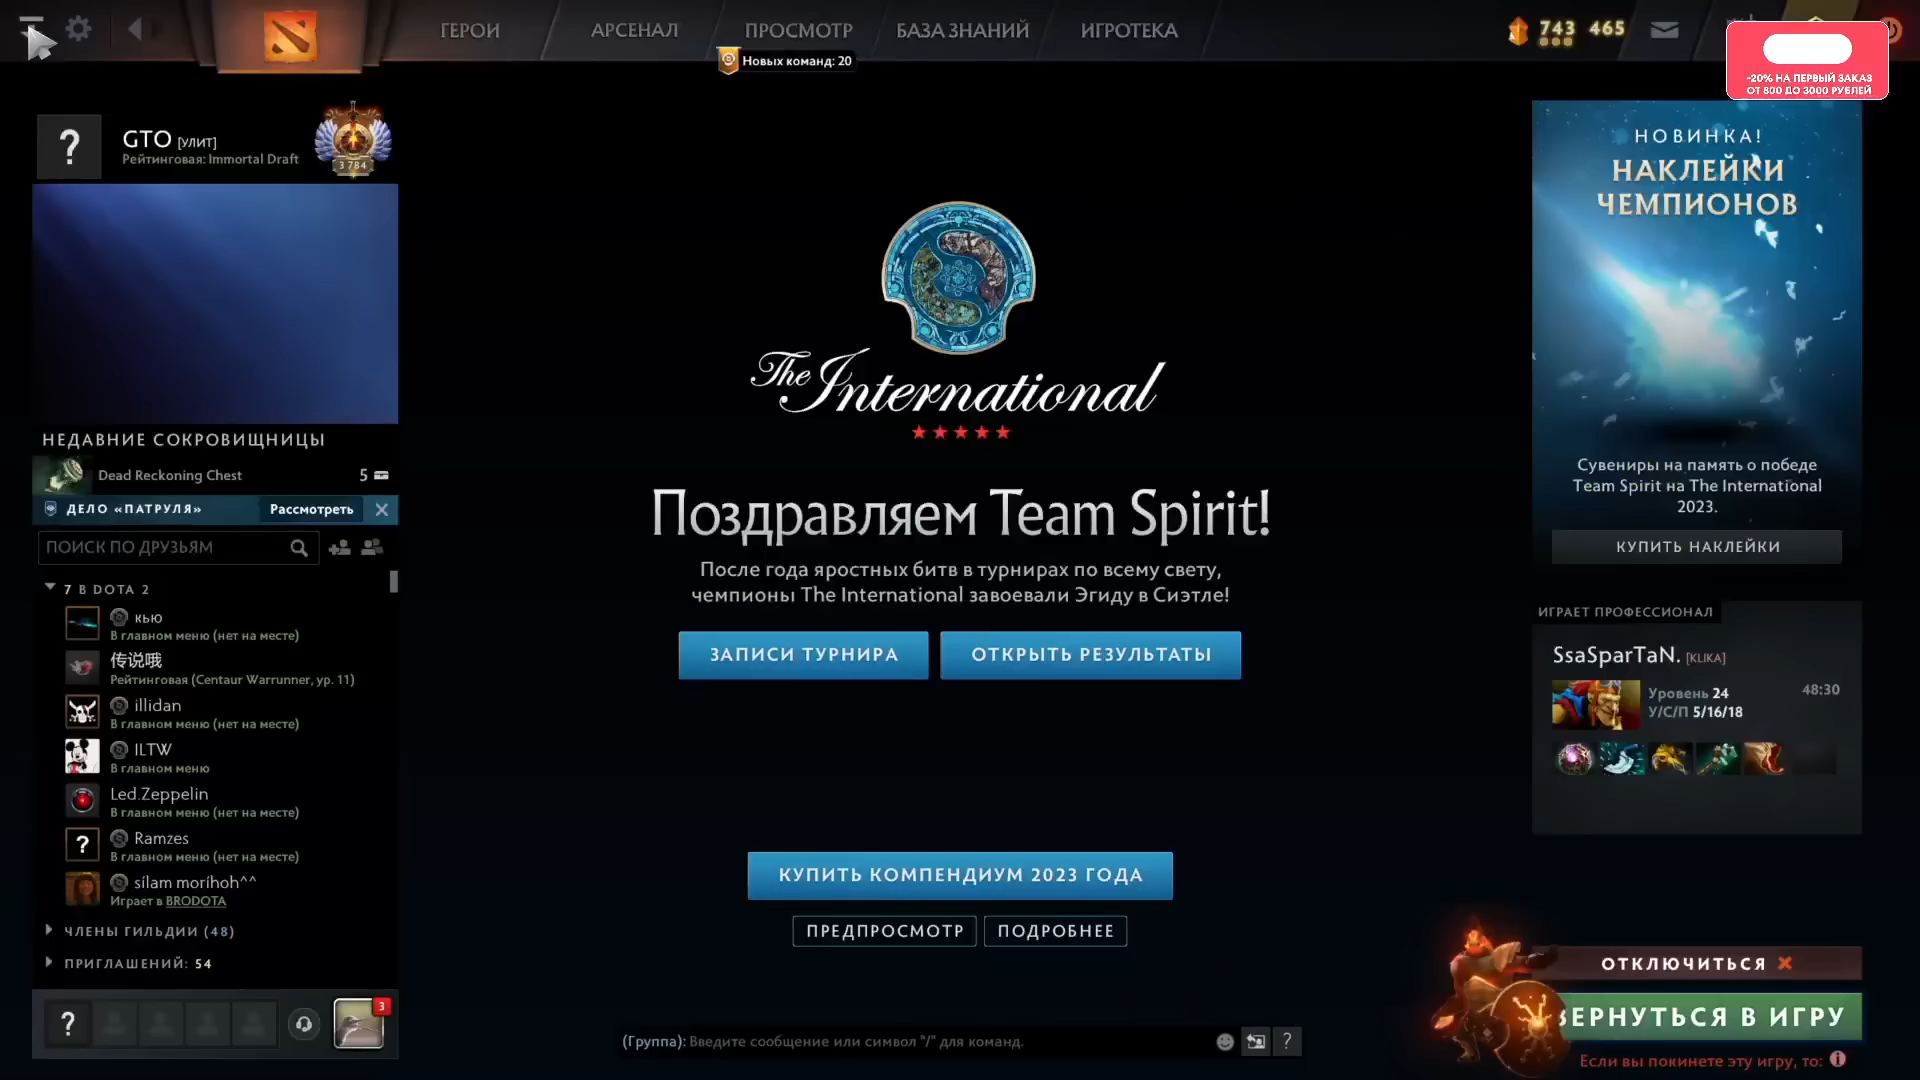 ГЕРОИ
АРСЕНАЛ
ПРОСМОТР
БАЗА ЗНАНИЙ
ИГРОТЕКА
743 465
Новых команд: 20
-20% НА ПЕРВЫЙ ЗАКАЗ
ОТ 800 ДО 3000 РУБЛЕЙ
?
GTO [УЛИТ]
Рейтинговая: Immortal Draft
3 784
НЕДАВНИЕ СОКРОВИЩНИЦЫ
Dead Reckoning Chest
5
ДЕЛО «ПАТРУЛЯ»
Рассмотреть
ПОИСК ПО ДРУЗЬЯМ
7 В DOTA 2
кью
В главном меню (нет на месте)
传说哦
Рейтинговая (Centaur Warrunner, ур. 11)
illidan
В главном меню (нет на месте)
ILTW
В главном меню
Led.Zeppelin
В главном меню (нет на месте)
?
Ramzes
В главном меню (нет на месте)
sílam moríhoh^^
Играет в BRODOTA
ЧЛЕНЫ ГИЛЬДИИ (48)
ПРИГЛАШЕНИЙ: 54
?
3
The International
Поздравляем Team Spirit!
После года яростных битв в турнирах по всему свету,
чемпионы The International завоевали Эгиду в Сиэтле!
ЗАПИСИ ТУРНИРА
ОТКРЫТЬ РЕЗУЛЬТАТЫ
КУПИТЬ КОМПЕНДИУМ 2023 ГОДА
ПРЕДПРОСМОТР
ПОДРОБНЕЕ
(Группа): Введите сообщение или символ "/" для команд.
?
НОВИНКА!
НАКЛЕЙКИ
ЧЕМПИОНОВ
Сувениры на память о победе
Team Spirit на The International
2023.
КУПИТЬ НАКЛЕЙКИ
ИГРАЕТ ПРОФЕССИОНАЛ
SsaSparTaN. [KLIKA]
Уровень 24
48:30
У/С/П 5/16/18
ОТКЛЮЧИТЬСЯ
ВЕРНУТЬСЯ В ИГРУ
Если вы покинете эту игру, то: